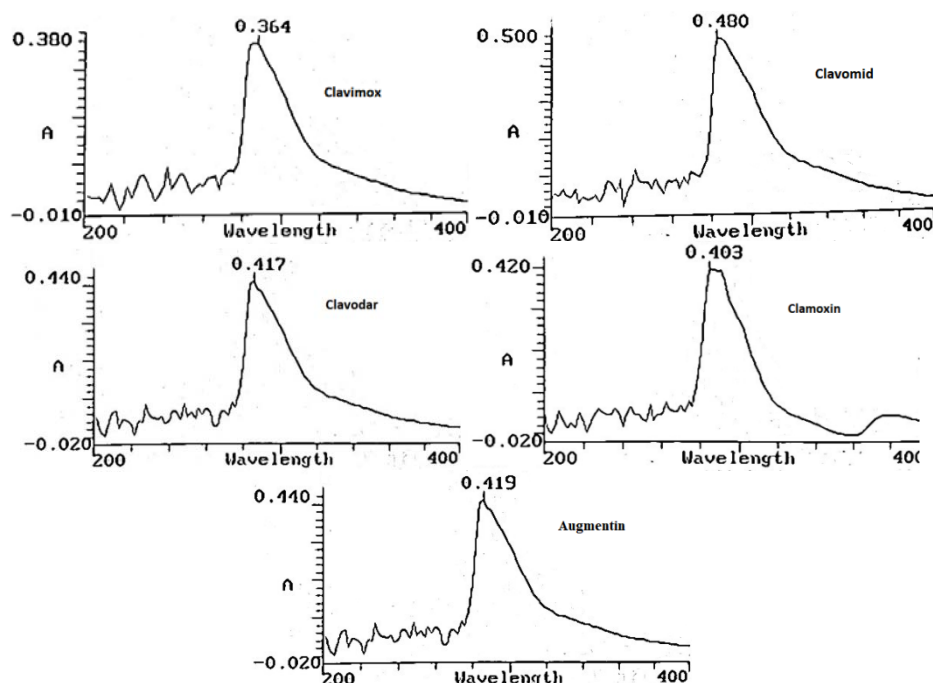 0.364
0.380
Clavimox
A
-0.010
200 Wavelength 400
0.480
0.500
Clavomid
A
-0.010
200 Wavelength 400
0.417
0.440
Clavodar
A
-0.020
200 Wavelength 400
0.403
0.420
Clamoxin
A
-0.020
200 Wavelength 400
0.419
0.440
Augmentin
A
-0.020
200 Wavelength 400